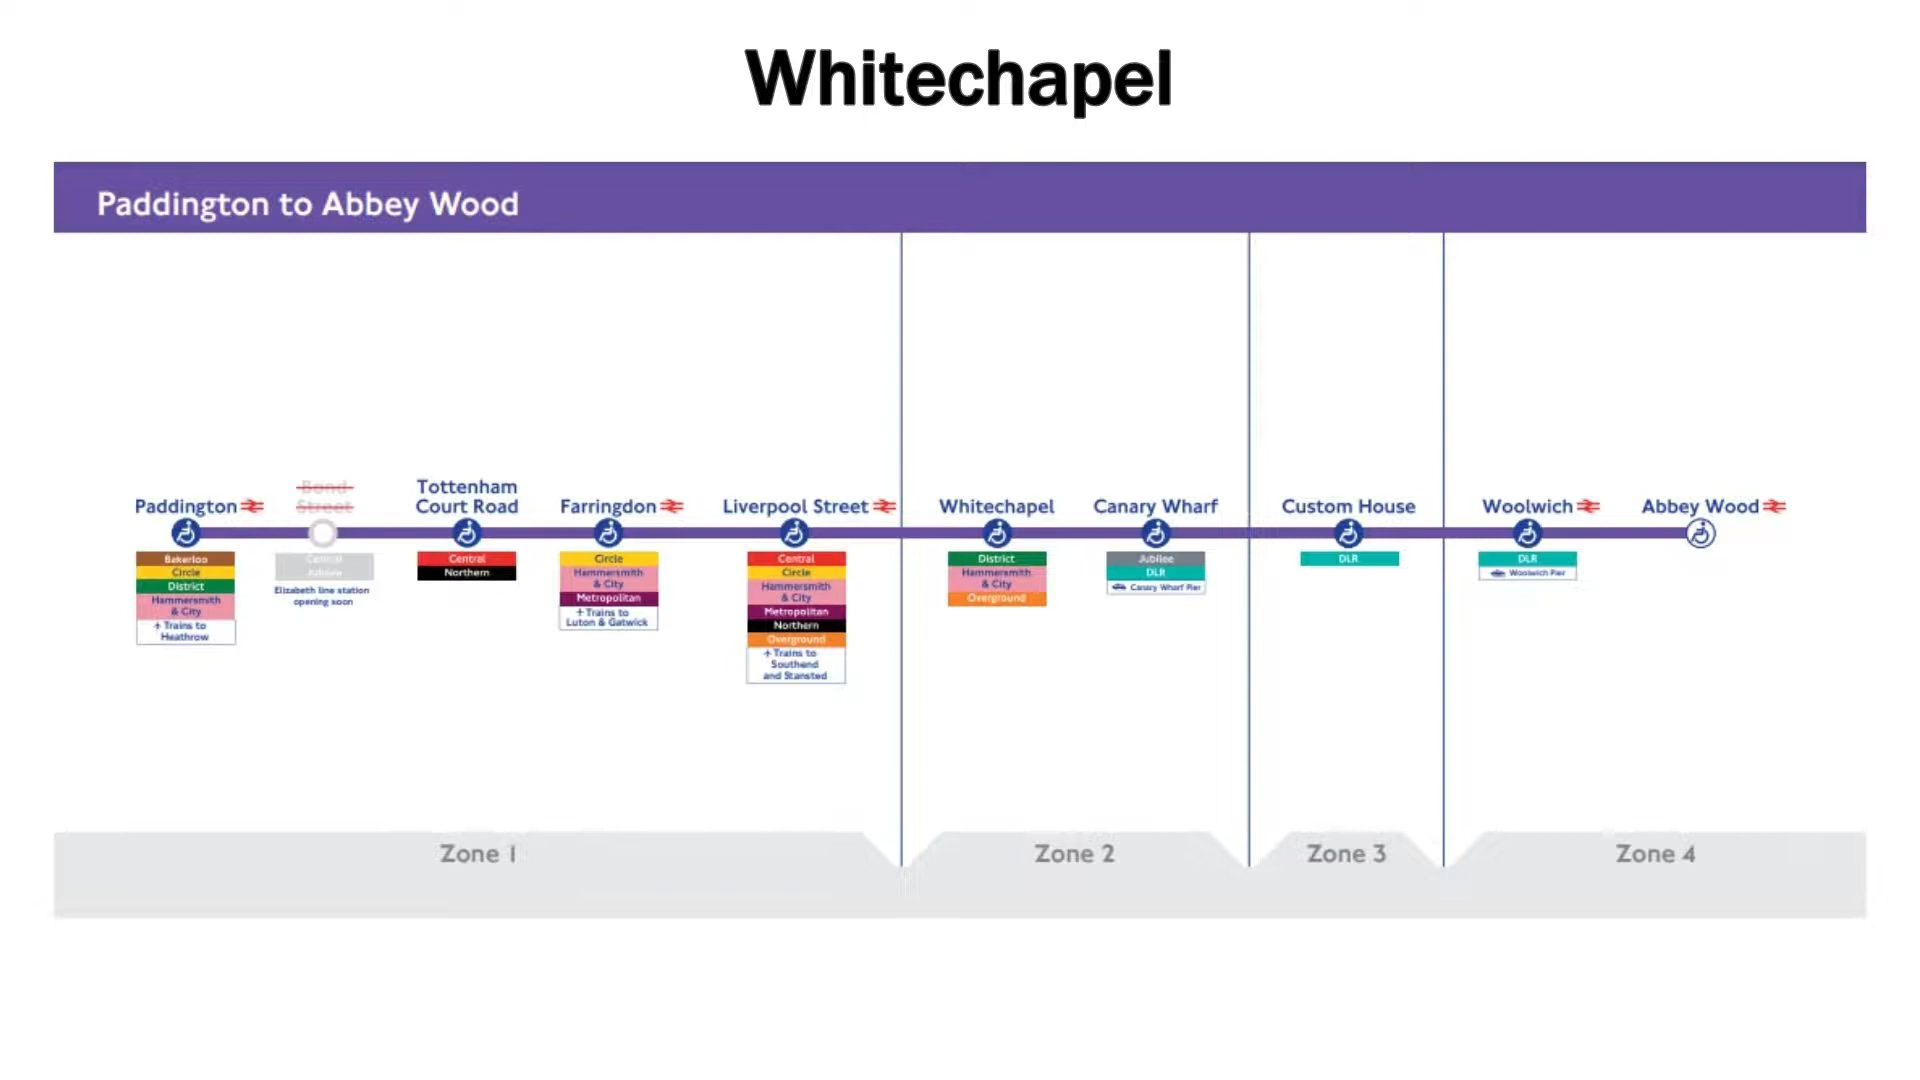 Whitechapel
Paddington to Abbey Wood
Paddington
Bakerloo
Circle
District
Hammersmith
& City
Trains to
Heathrow
Bond
Street
Central
Jubilee
Elizabeth line station
opening soon
Tottenham
Court Road
Central
Northern
Farringdon
Circle
Hammersmith
& City
Metropolitan
Trains to
Luton & Gatwick
Liverpool Street
Central
Circle
Hammersmith
& City
Metropolitan
Northern
Overground
Trains to
Southend
and Stansted
Whitechapel
District
Hammersmith
& City
Overground
Canary Wharf
Jubilee
DLR
Canary Wharf Pier
Custom House
DLR
Woolwich
DLR
Woolwich Pier
Abbey Wood
Zone 1
Zone 2
Zone 3
Zone 4